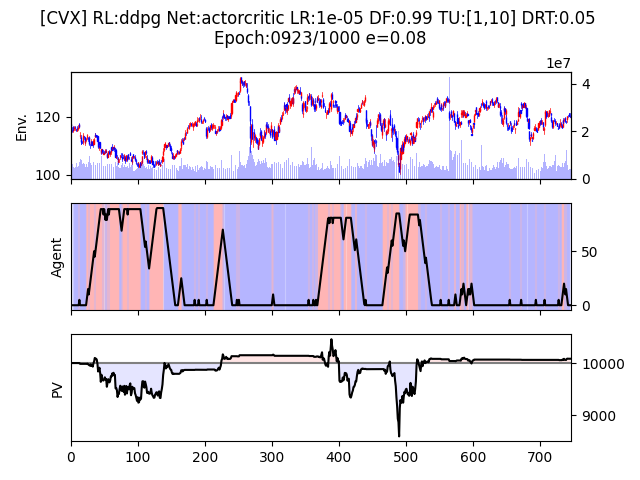 [CVX] RL:ddpg Net:actorcritic LR:1e-05 DF:0.99 TU:[1,10] DRT:0.05
Epoch:0923/1000 e=0.08
1e7
Env.
120
100
4
2
0
Agent
50
0
PV
10000
9000
0 100 200 300 400 500 600 700